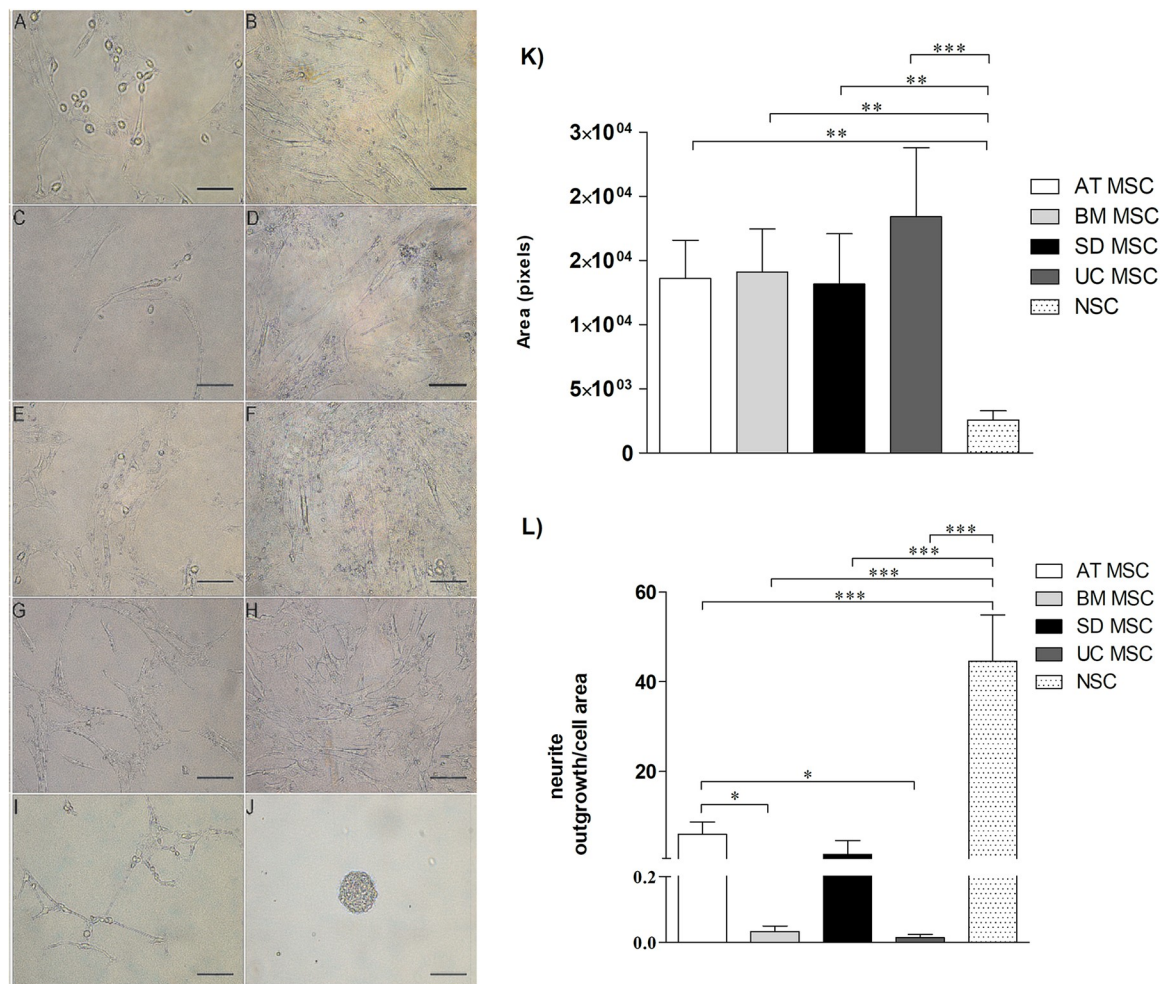 A
B
C
D
E
F
G
H
I
J
K)
***
**
**
**
3×10⁰⁴
2×10⁰⁴
2×10⁰⁴
1×10⁰⁴
5×10⁰³
0
Area (pixels)
AT MSC
BM MSC
SD MSC
UC MSC
NSC
L)
***
***
***
***
*
*
60
40
20
0.2
0.0
neurite
outgrowth/cell area
AT MSC
BM MSC
SD MSC
UC MSC
NSC